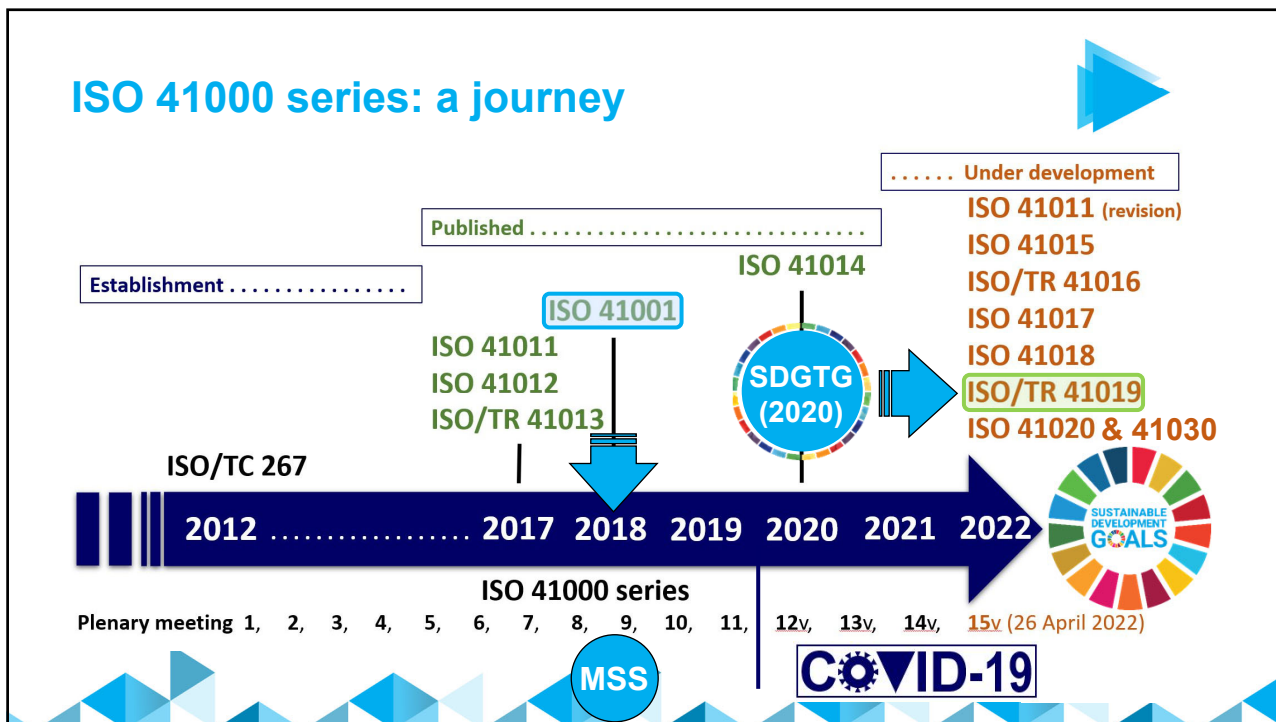 ISO 41000 series: a journey
. . . . . . Under development
ISO 41011 (revision)
ISO 41015
ISO/TR 41016
ISO 41017
ISO 41018
ISO/TR 41019
ISO 41020 & 41030
Published . . . . . . . . . . . . . . . . . . . . . . . . . . . . . .
ISO 41014
Establishment . . . . . . . . . . . . . . . .
ISO 41001
ISO 41011
ISO 41012
ISO/TR 41013
SDGTG
(2020)
ISO/TC 267
2012 . . . . . . . . . . . . . . . . . . 2017 2018 2019 2020 2021 2022
SUSTAINABLE
DEVELOPMENT
GOALS
ISO 41000 series
Plenary meeting 1, 2, 3, 4, 5, 6, 7, 8, 9, 10, 11, 12v, 13v, 14v, 15v (26 April 2022)
MSS
COVID-19